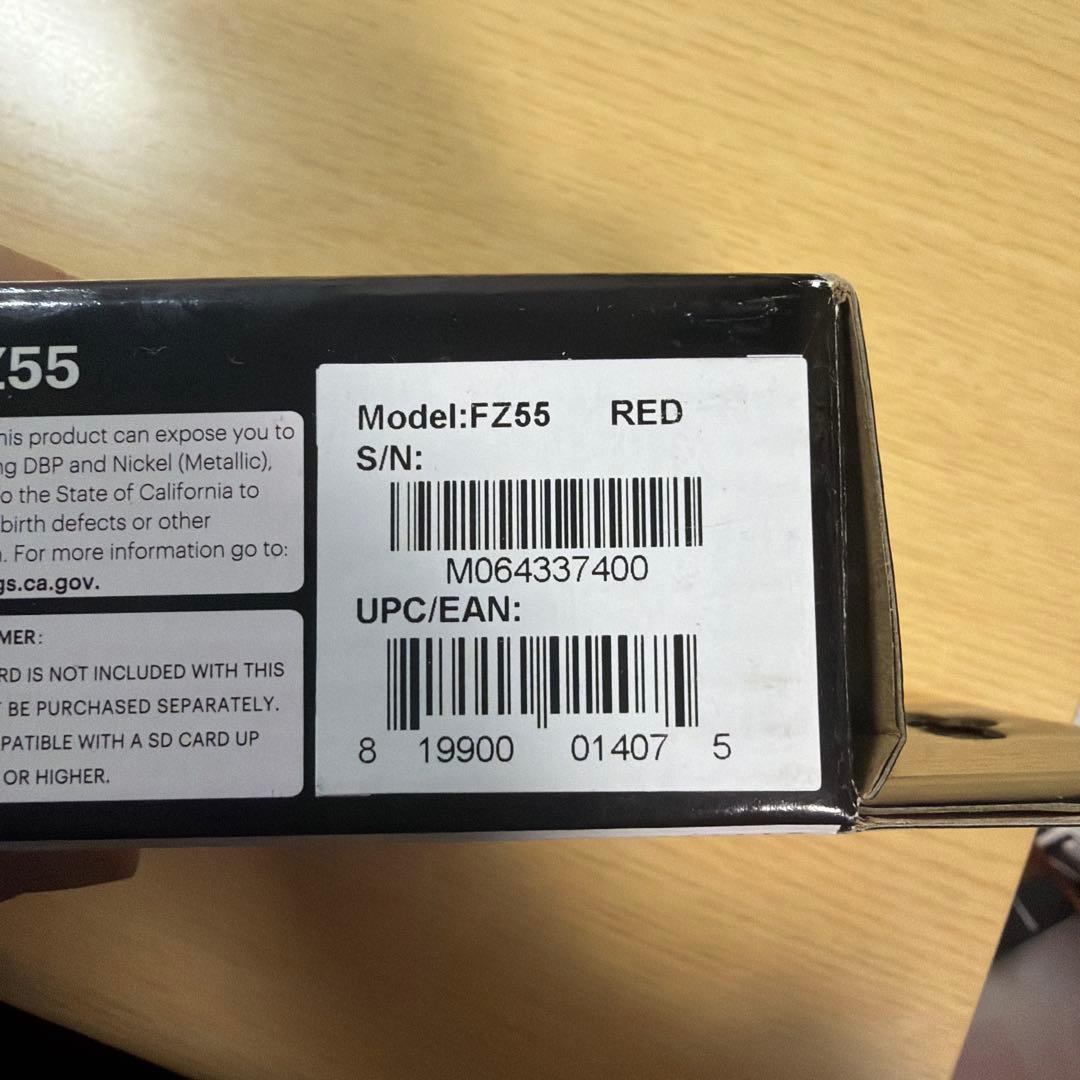 Z55
his product can expose you to
ng DBP and Nickel (Metallic),
o the State of California to
birth defects or other
. For more information go to:
gs.ca.gov.
MER:
RD IS NOT INCLUDED WITH THIS
BE PURCHASED SEPARATELY.
PATIBLE WITH A SD CARD UP
OR HIGHER.
Model:FZ55 RED
S/N:
M064337400
UPC/EAN:
8 19900 01407 5